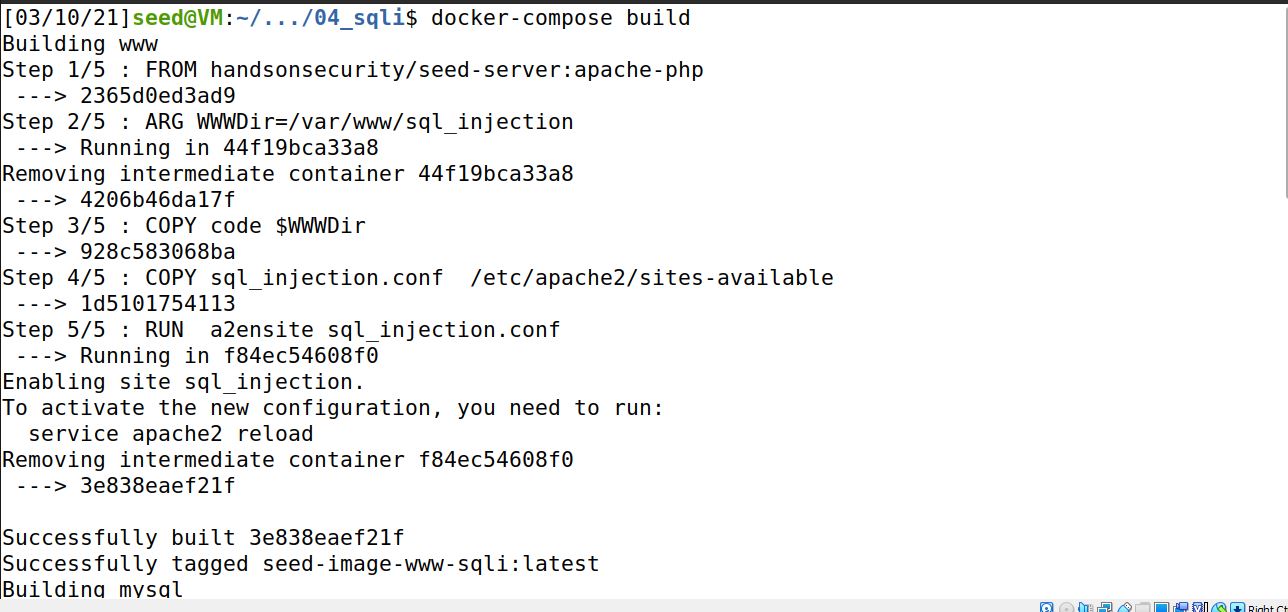 [03/10/21]seed@VM:~/.../04_sqli$ docker-compose build
Building www
Step 1/5 : FROM handsonsecurity/seed-server:apache-php
 ---> 2365d0ed3ad9
Step 2/5 : ARG WWWDir=/var/www/sql_injection
 ---> Running in 44f19bca33a8
Removing intermediate container 44f19bca33a8
 ---> 4206b46da17f
Step 3/5 : COPY code $WWWDir
 ---> 928c583068ba
Step 4/5 : COPY sql_injection.conf  /etc/apache2/sites-available
 ---> 1d5101754113
Step 5/5 : RUN  a2ensite sql_injection.conf
 ---> Running in f84ec54608f0
Enabling site sql_injection.
To activate the new configuration, you need to run:
  service apache2 reload
Removing intermediate container f84ec54608f0
 ---> 3e838eaef21f

Successfully built 3e838eaef21f
Successfully tagged seed-image-www-sqli:latest
Building mysql
Right Ct